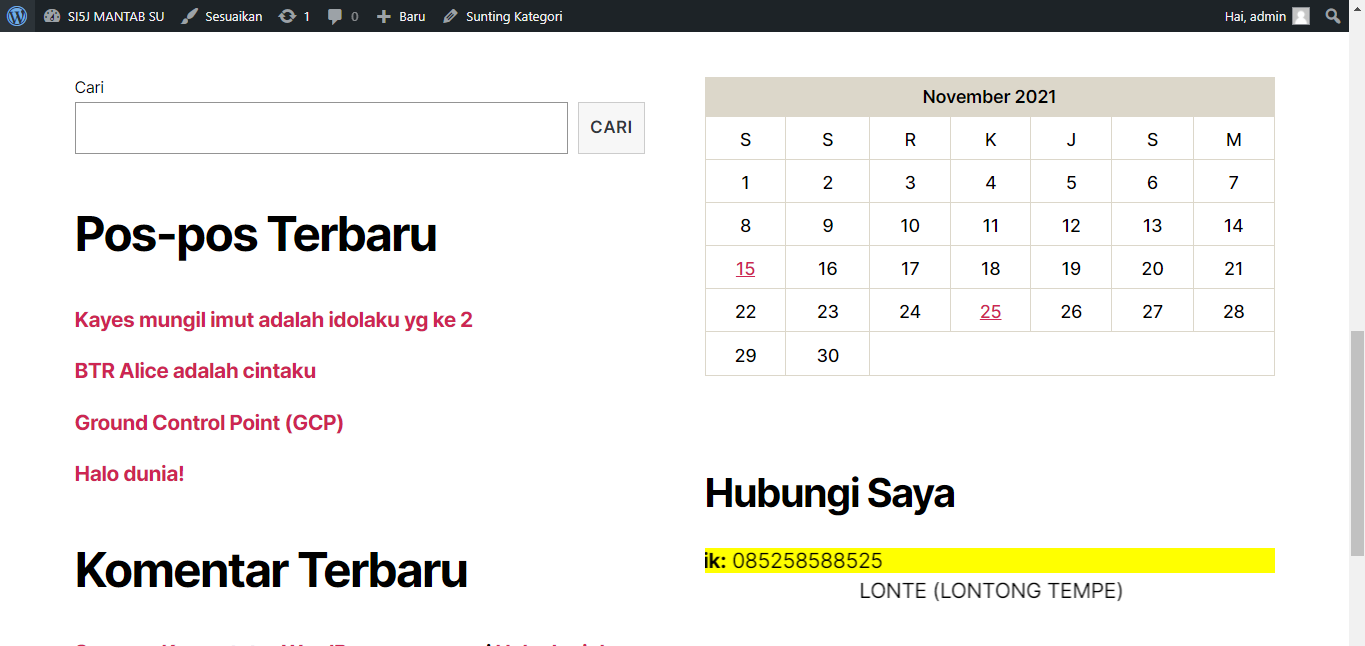 SI5J MANTAB SU Sesuaikan 1 0 Baru Sunting Kategori Hai, admin
Cari
CARI
Pos-pos Terbaru
Kayes mungil imut adalah idolaku yg ke 2
BTR Alice adalah cintaku
Ground Control Point (GCP)
Halo dunia!
Komentar Terbaru
November 2021
S S R K J S M
1 2 3 4 5 6 7
8 9 10 11 12 13 14
15 16 17 18 19 20 21
22 23 24 25 26 27 28
29 30
Hubungi Saya
ik: 085258588525
LONTE (LONTONG TEMPE)